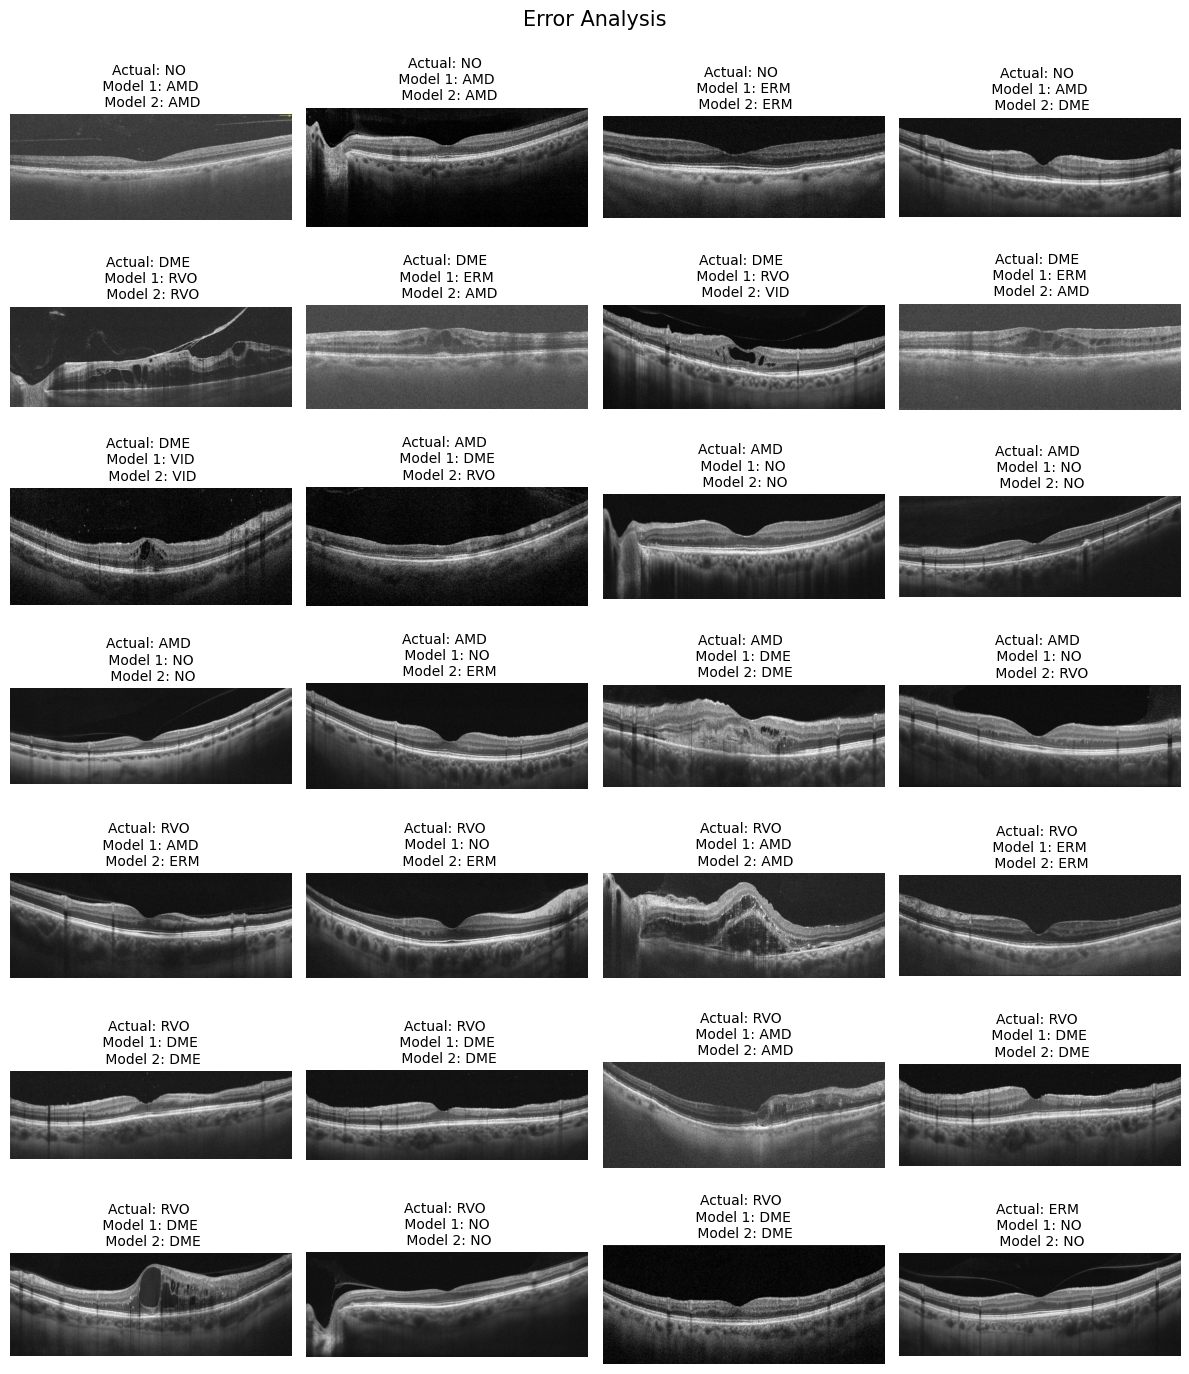 Error Analysis
Actual: NO
Model 1: AMD
Model 2: AMD
Actual: NO
Model 1: AMD
Model 2: AMD
Actual: NO
Model 1: ERM
Model 2: ERM
Actual: NO
Model 1: AMD
Model 2: DME
Actual: DME
Model 1: RVO
Model 2: RVO
Actual: DME
Model 1: ERM
Model 2: AMD
Actual: DME
Model 1: RVO
Model 2: VID
Actual: DME
Model 1: ERM
Model 2: AMD
Actual: DME
Model 1: VID
Model 2: VID
Actual: AMD
Model 1: DME
Model 2: RVO
Actual: AMD
Model 1: NO
Model 2: NO
Actual: AMD
Model 1: NO
Model 2: NO
Actual: AMD
Model 1: NO
Model 2: NO
Actual: AMD
Model 1: NO
Model 2: ERM
Actual: AMD
Model 1: DME
Model 2: DME
Actual: AMD
Model 1: NO
Model 2: RVO
Actual: RVO
Model 1: AMD
Model 2: ERM
Actual: RVO
Model 1: NO
Model 2: ERM
Actual: RVO
Model 1: AMD
Model 2: AMD
Actual: RVO
Model 1: ERM
Model 2: ERM
Actual: RVO
Model 1: DME
Model 2: DME
Actual: RVO
Model 1: DME
Model 2: DME
Actual: RVO
Model 1: AMD
Model 2: AMD
Actual: RVO
Model 1: DME
Model 2: DME
Actual: RVO
Model 1: DME
Model 2: DME
Actual: RVO
Model 1: NO
Model 2: NO
Actual: RVO
Model 1: DME
Model 2: DME
Actual: ERM
Model 1: NO
Model 2: NO